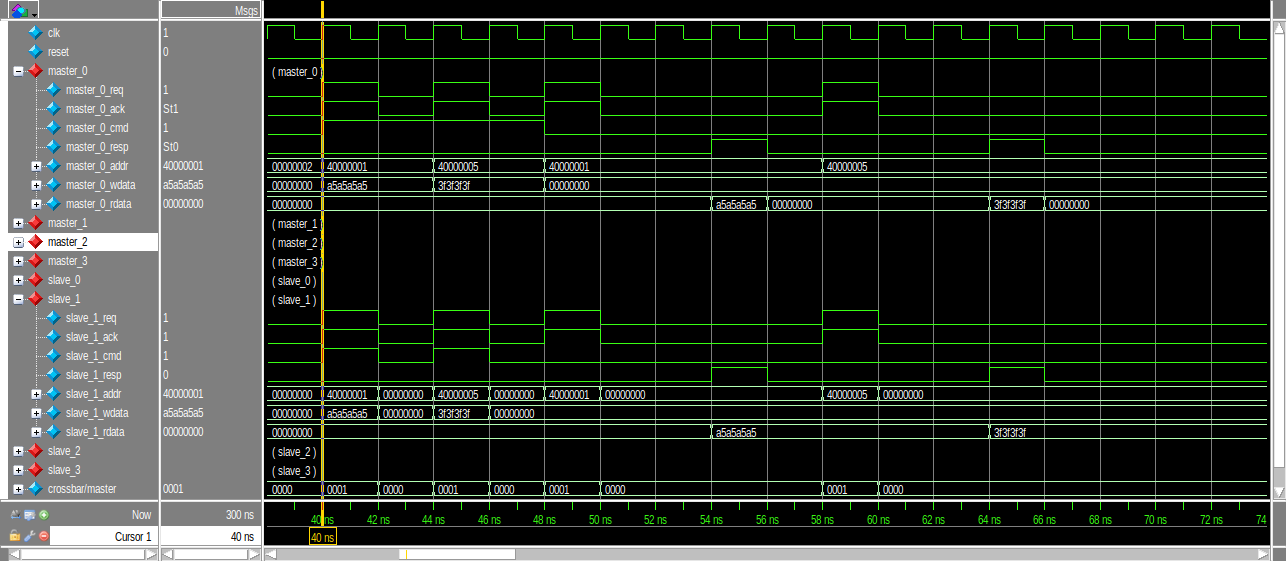 Msgs
clk 1
reset 0
master_0 ( master_0 )
master_0_req 1
master_0_ack St1
master_0_cmd 1
master_0_resp St0
master_0_addr 40000001 00000002 40000001 40000005 40000001 40000005
master_0_wdata a5a5a5a5 00000000 a5a5a5a5 3f3f3f3f 00000000
master_0_rdata 00000000 00000000 a5a5a5a5 00000000 3f3f3f3f 00000000
master_1 ( master_1 )
master_2 ( master_2 )
master_3 ( master_3 )
slave_0 ( slave_0 )
slave_1 ( slave_1 )
slave_1_req 1
slave_1_ack 1
slave_1_cmd 1
slave_1_resp 0
slave_1_addr 40000001 00000000 40000001 00000000 40000005 00000000 40000001 00000000 40000005 00000000
slave_1_wdata a5a5a5a5 00000000 a5a5a5a5 00000000 3f3f3f3f 00000000
slave_1_rdata 00000000 00000000 a5a5a5a5 3f3f3f3f
slave_2 ( slave_2 )
slave_3 ( slave_3 )
crossbar/master 0001 0000 0001 0000 0001 0000 0001 0000 0001 0000
Now 300 ns 40 ns 42 ns 44 ns 46 ns 48 ns 50 ns 52 ns 54 ns 56 ns 58 ns 60 ns 62 ns 64 ns 66 ns 68 ns 70 ns 72 ns 74
Cursor 1 40 ns 40 ns